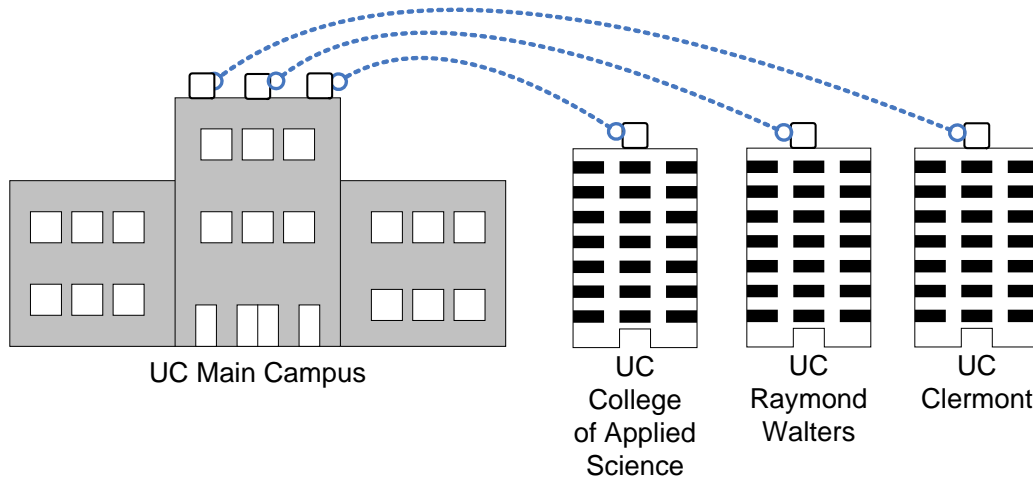 UC Main Campus
UC
College
of Applied
Science
UC
Raymond
Walters
UC
Clermont